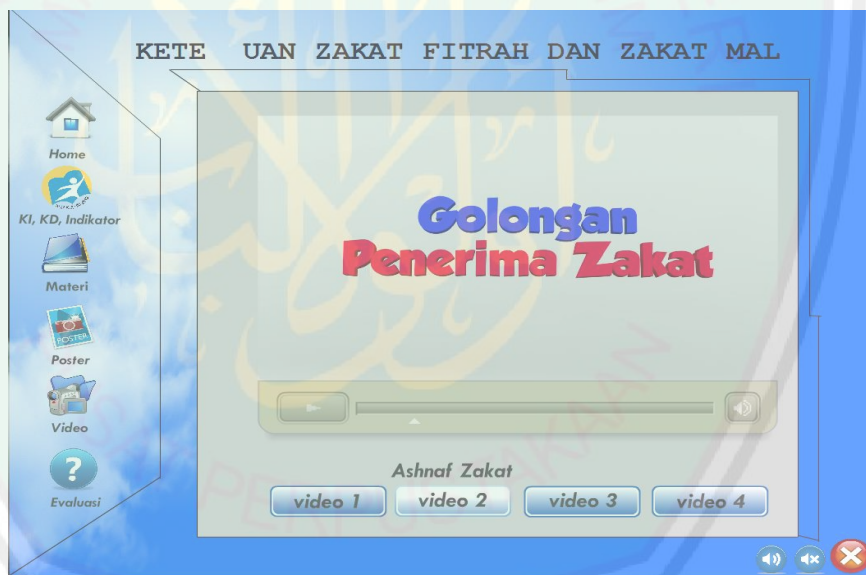 KETE UAN ZAKAT FITRAH DAN ZAKAT MAL
Home
KI, KD, Indikator
Materi
POSTER
Poster
Video
Evaluasi
Golongan
Penerima Zakat
Ashnaf Zakat
video 1
video 2
video 3
video 4